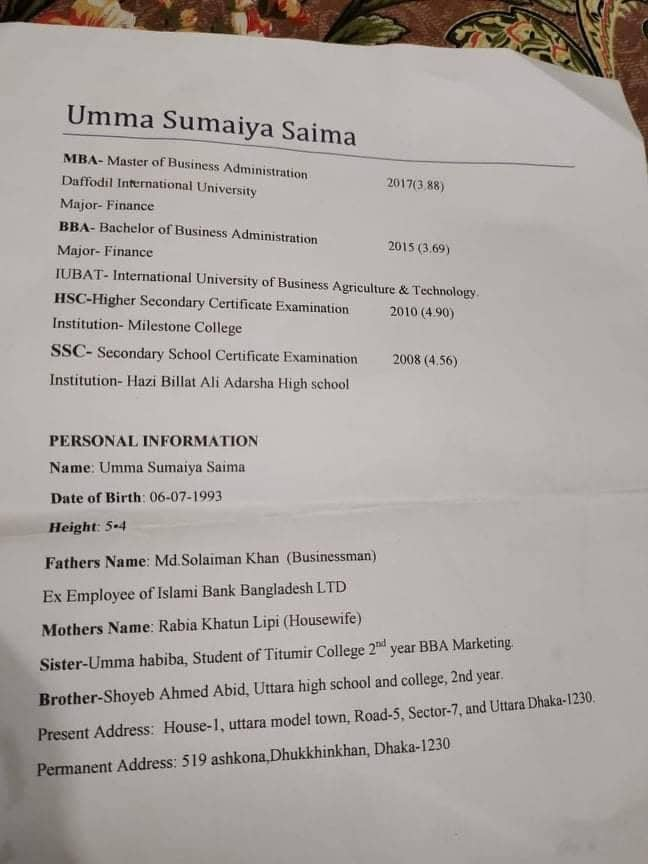 Umma Sumaiya Saima
MBA- Master of Business Administration 2017(3.88)
Daffodil International University
Major- Finance
BBA- Bachelor of Business Administration 2015 (3.69)
Major- Finance
IUBAT- International University of Business Agriculture & Technology.
HSC-Higher Secondary Certificate Examination 2010 (4.90)
Institution- Milestone College
SSC- Secondary School Certificate Examination 2008 (4.56)
Institution- Hazi Billat Ali Adarsha High school
PERSONAL INFORMATION
Name: Umma Sumaiya Saima
Date of Birth: 06-07-1993
Height: 5•4
Fathers Name: Md.Solaiman Khan (Businessman)
Ex Employee of Islami Bank Bangladesh LTD
Mothers Name: Rabia Khatun Lipi (Housewife)
Sister-Umma habiba, Student of Titumir College 2nd year BBA Marketing.
Brother-Shoyeb Ahmed Abid, Uttara high school and college, 2nd year.
Present Address: House-1, uttara model town, Road-5, Sector-7, and Uttara Dhaka-1230.
Permanent Address: 519 ashkona,Dhukkhinkhan, Dhaka-1230